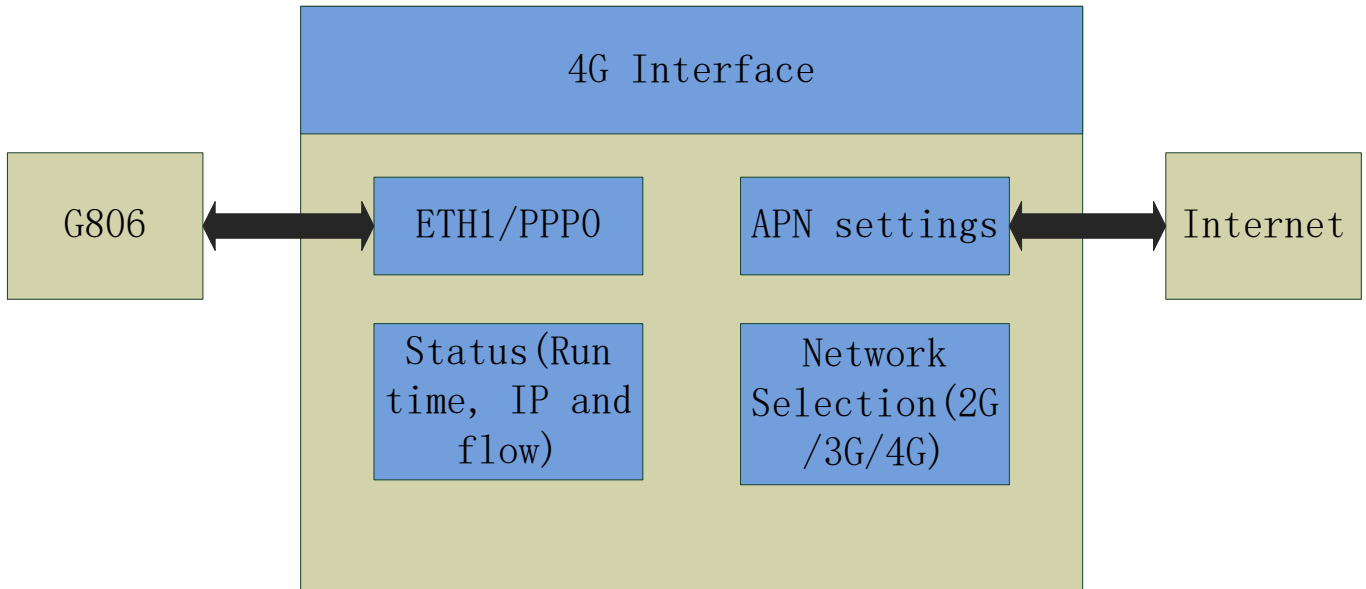 4G Interface
G806
ETH1/PPP0
APN settings
Internet
Status(Run
time, IP and
flow)
Network
Selection(2G
/3G/4G)